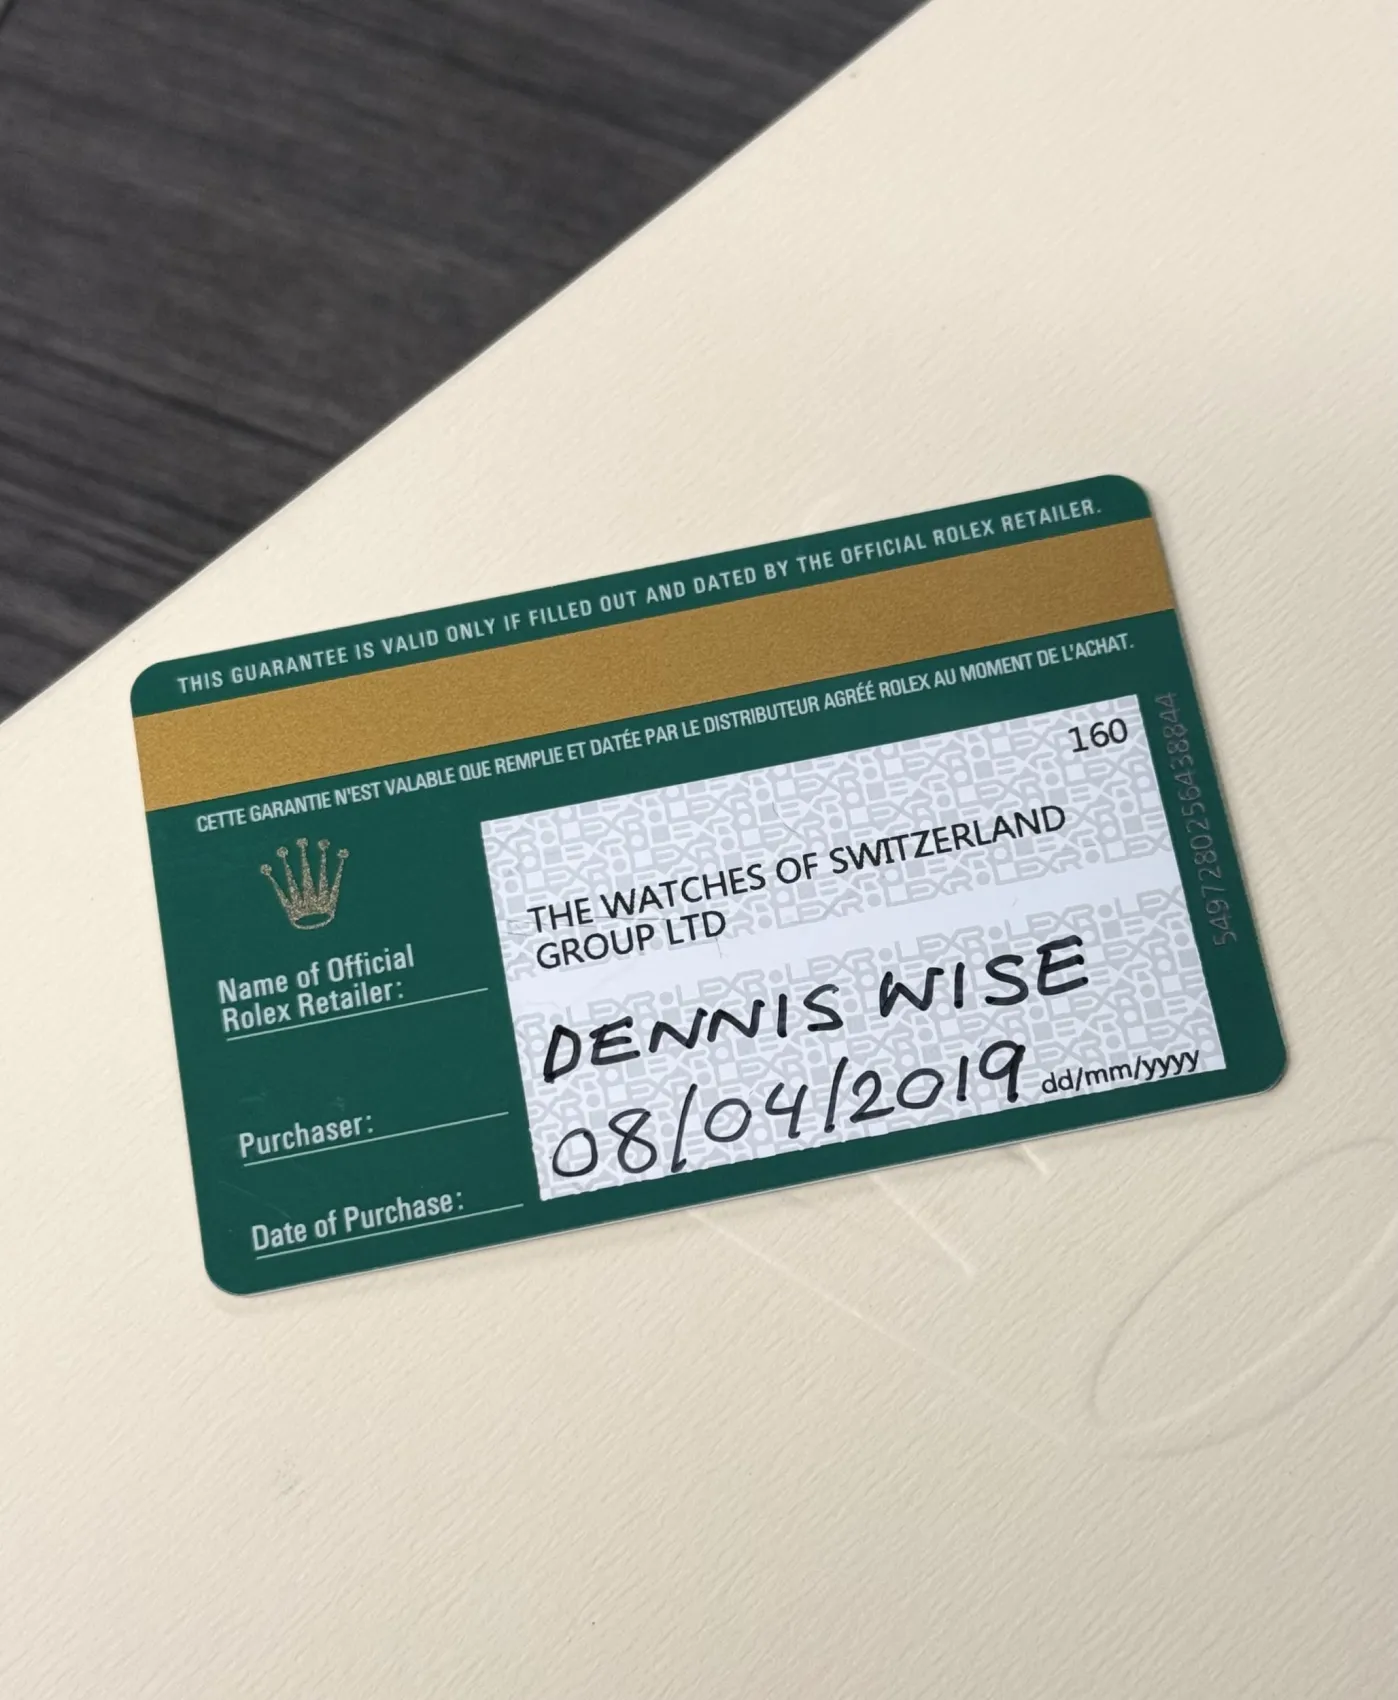 THIS GUARANTEE IS VALID ONLY IF FILLED OUT AND DATED BY THE OFFICIAL ROLEX RETAILER.
CETTE GARANTIE N'EST VALABLE QUE REMPLIE ET DATÉE PAR LE DISTRIBUTEUR AGRÉÉ ROLEX AU MOMENT DE L'ACHAT.
160
Name of Official
Rolex Retailer:
THE WATCHES OF SWITZERLAND
GROUP LTD
Purchaser:
DENNIS WISE
Date of Purchase:
08/04/2019 dd/mm/yyyy
5497280256438844